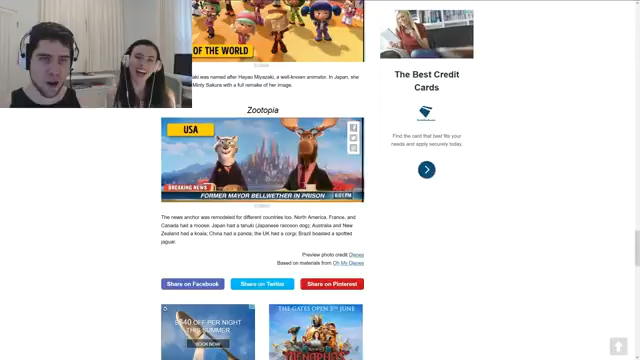 OF THE WORLD
aki was named after Hayao Miyazaki, a well-known animator. In Japan, she
Minty Sakura with a full remake of her image.
Zootopia
USA
BREAKING NEWS
FORMER MAYOR BELLWETHER IN PRISON
6:01 PM
The news anchor was remodeled for different countries too. North America, France, and
Canada had a moose; Japan had a tanuki (Japanese raccoon dog); Australia and New
Zealand had a koala; China had a panda; the UK had a corgi; Brazil boasted a spotted
jaguar.
Preview photo credit Disney
Based on materials from Oh My Disney
Share on Facebook
Share on Twitter
Share on Pinterest
$640 OFF PER NIGHT
THIS SUMMER
BOOK NOW
THE GATES OPEN 5TH JUNE
The Best Credit
Cards
Find the card that best fits your
needs and apply securely today.